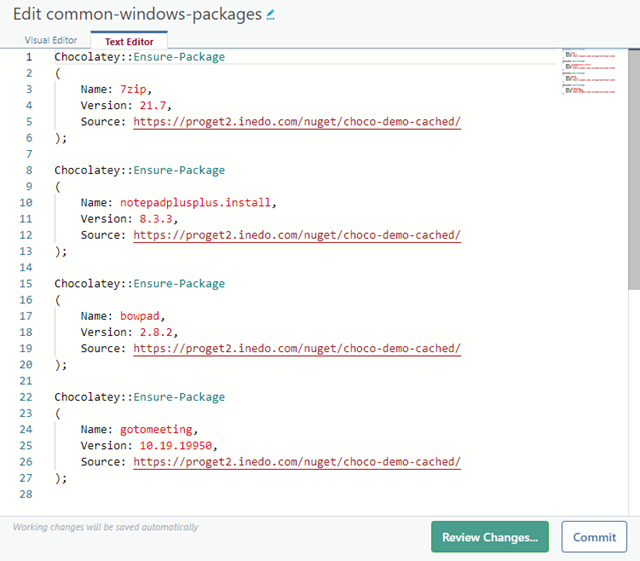 Edit common-windows-packages
Visual Editor
Text Editor
1 Chocolatey::Ensure-Package
2 (
3 Name: 7zip,
4 Version: 21.7,
5 Source: https://proget2.inedo.com/nuget/choco-demo-cached/
6 );
7
8 Chocolatey::Ensure-Package
9 (
10 Name: notepadplusplus.install,
11 Version: 8.3.3,
12 Source: https://proget2.inedo.com/nuget/choco-demo-cached/
13 );
14
15 Chocolatey::Ensure-Package
16 (
17 Name: bowpad,
18 Version: 2.8.2,
19 Source: https://proget2.inedo.com/nuget/choco-demo-cached/
20 );
21
22 Chocolatey::Ensure-Package
23 (
24 Name: gotomeeting,
25 Version: 10.19.19950,
26 Source: https://proget2.inedo.com/nuget/choco-demo-cached/
27 );
28
Working changes will be saved automatically
Review Changes...
Commit